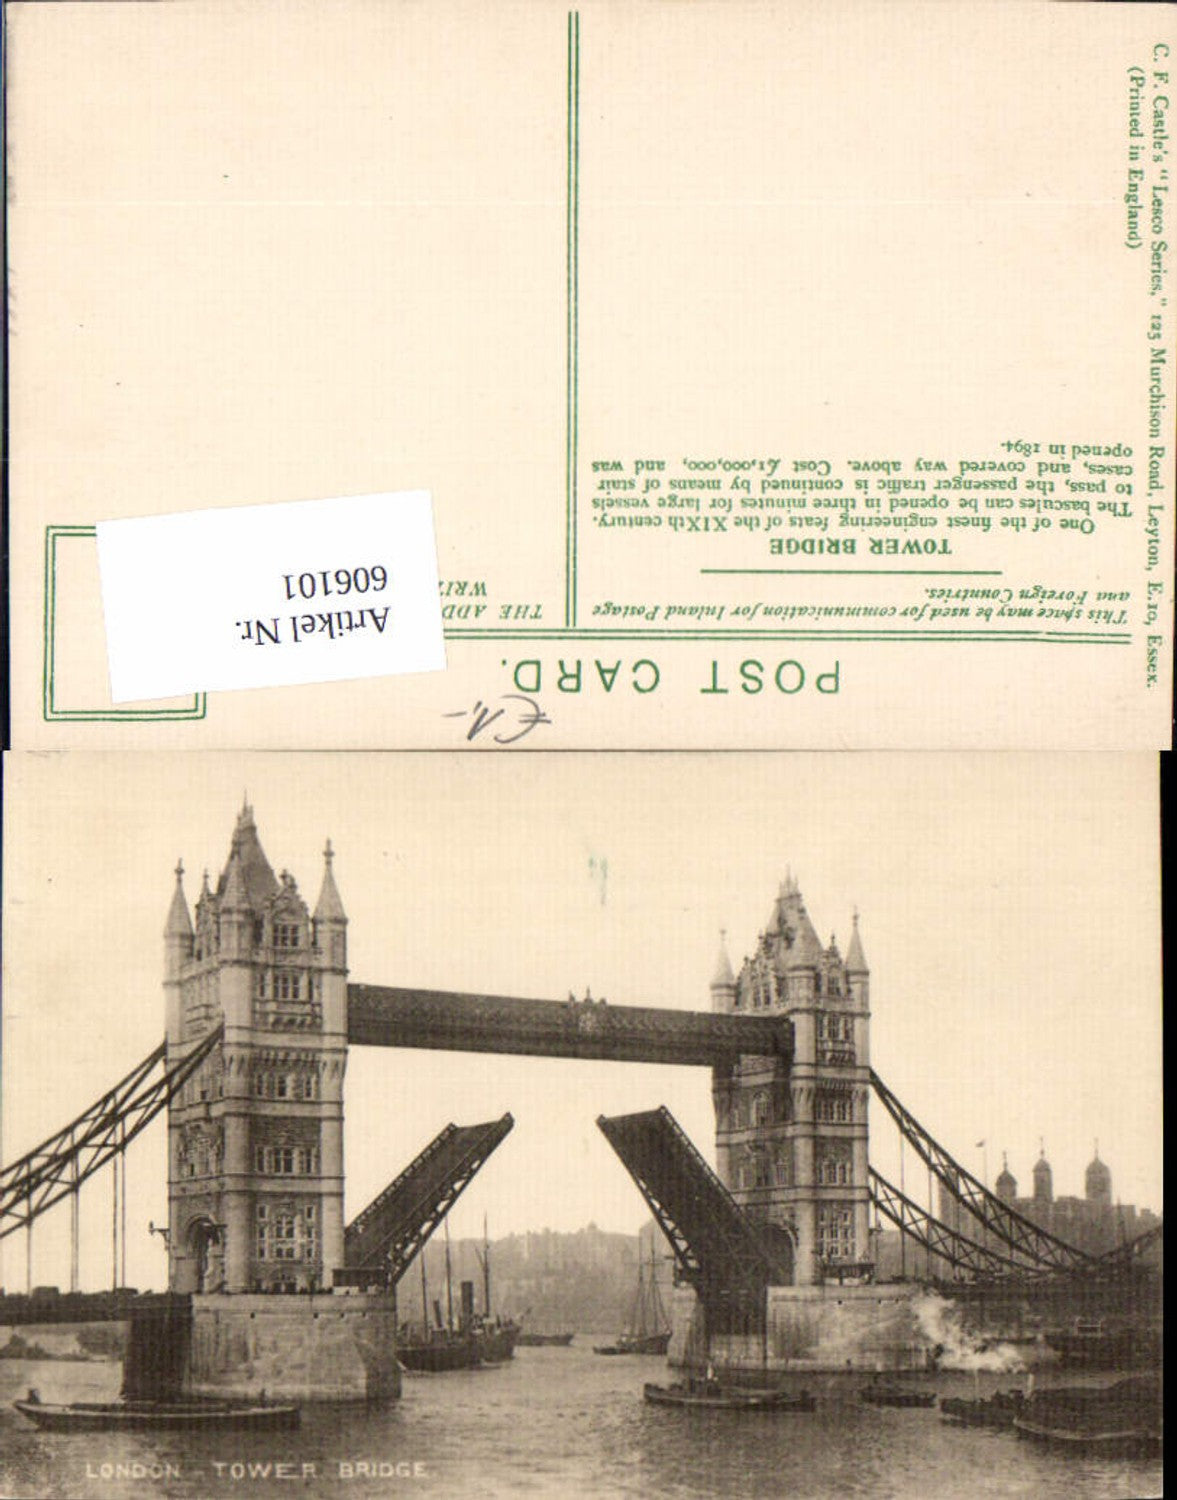 POST CARD.
This space may be used for communication for Inland Postage
and Foreign Countries.
THE ADD
WRI
TOWER BRIDGE
One of the finest engineering feats of the XIXth century.
The bascules can be opened in three minutes for large vessels
to pass, the passenger traffic is continued by means of stair
cases, and covered way above. Cost £1,000,000, and was
opened in 1894.
C. F. Castle's "Lesco Series," 125 Murchison Road, Leyton, E.10, Essex.
(Printed in England)
Artikel Nr.
606101
€1,-
LONDON - TOWER BRIDGE